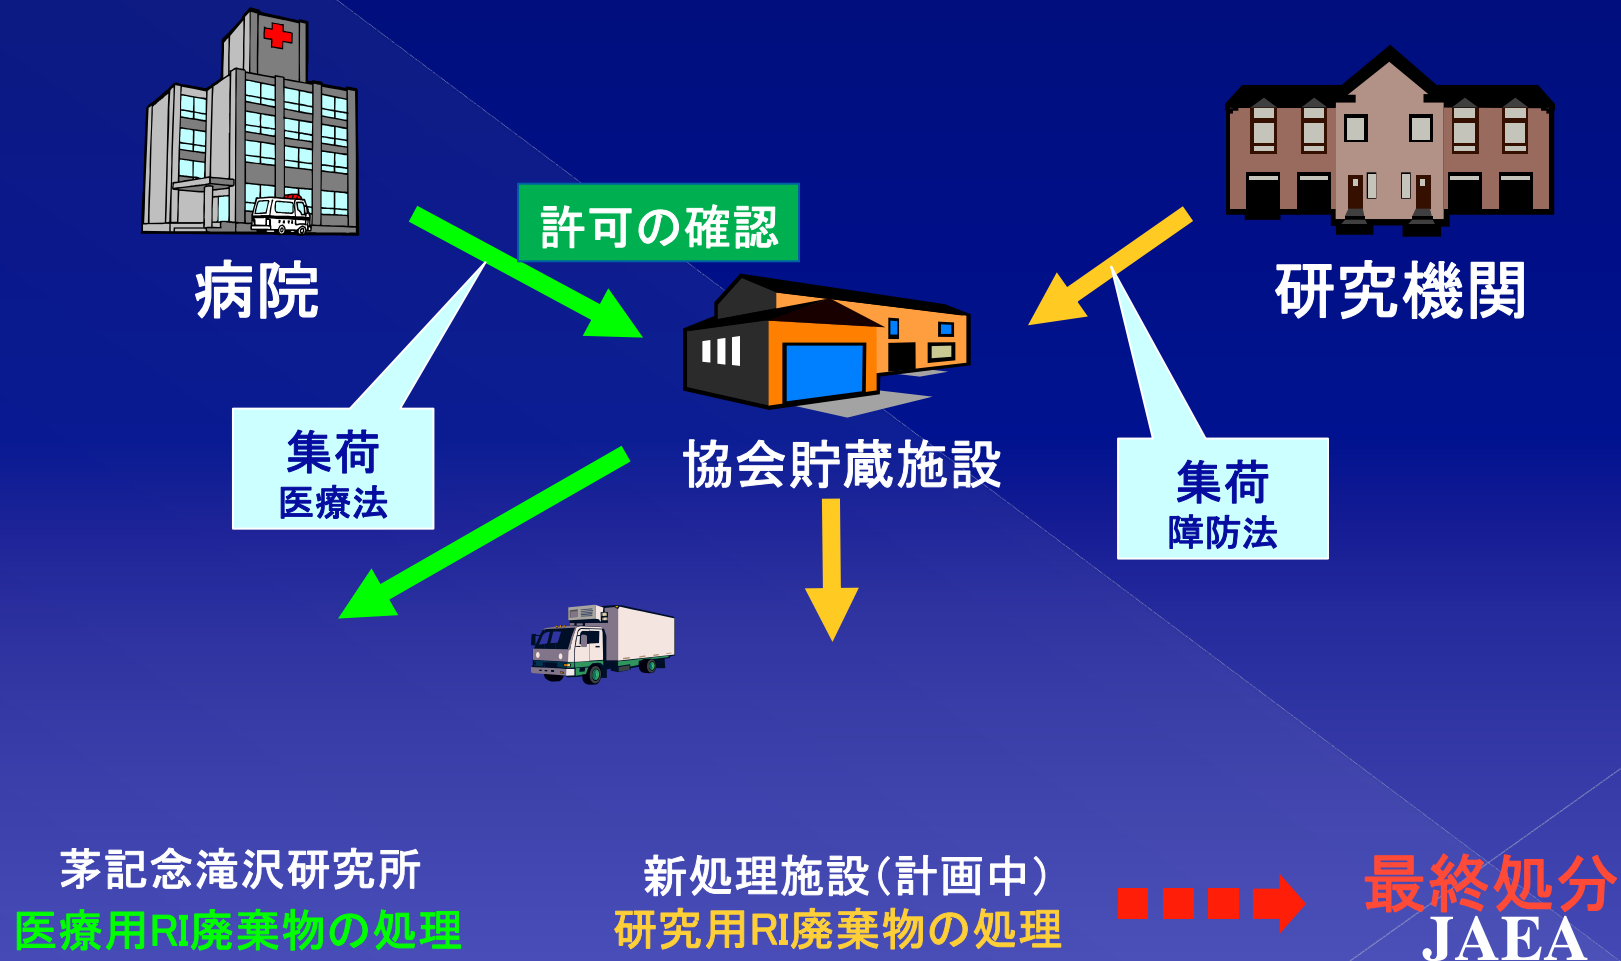 許可の確認
病院
研究機関
集荷
医療法
協会貯蔵施設
集荷
障防法
茅記念滝沢研究所
医療用RI廃棄物の処理
新処理施設(計画中)
研究用RI廃棄物の処理
最終処分
JAEA